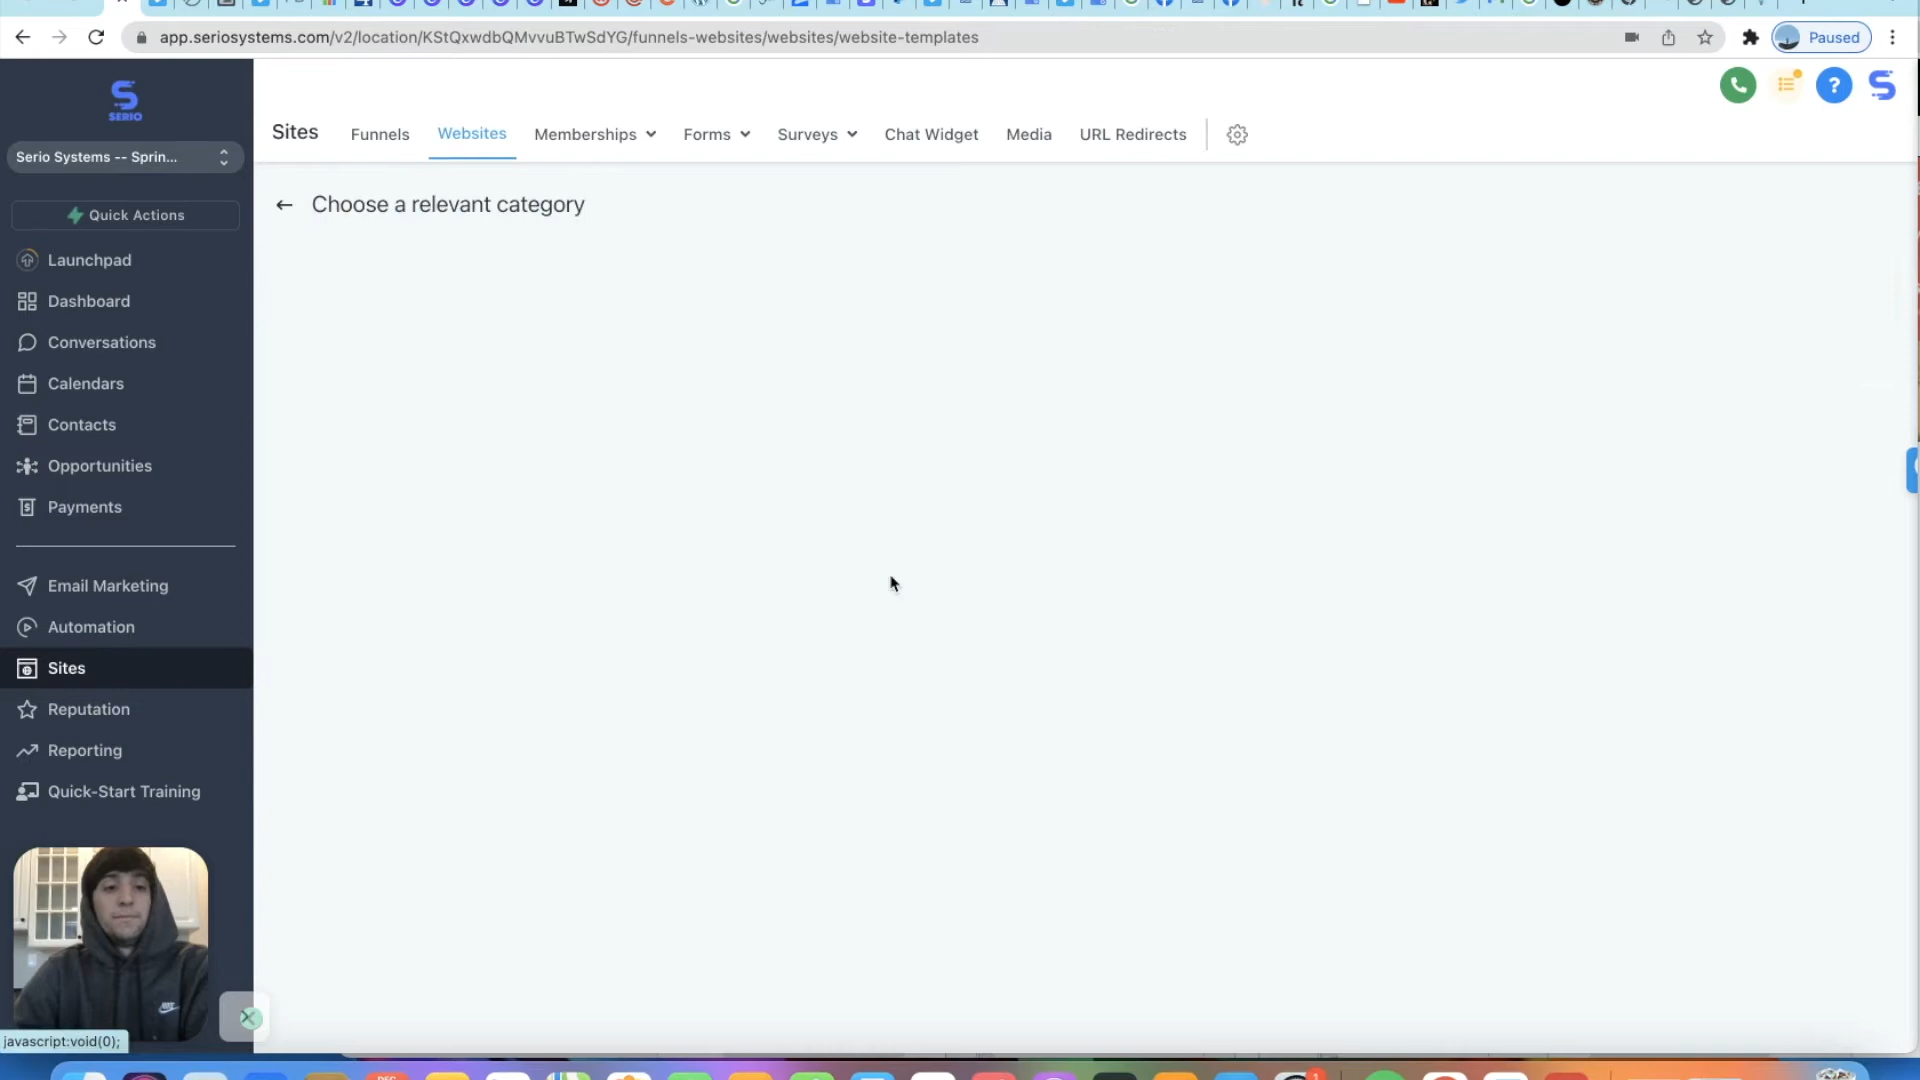 app.seriosystems.com/v2/location/KStQxwdbQMvvuBTwSdYG/funnels-websites/websites/website-templates
Paused
SERIO
Serio Systems -- Sprin...
Quick Actions
Launchpad
Dashboard
Conversations
Calendars
Contacts
Opportunities
Payments
Email Marketing
Automation
Sites
Reputation
Reporting
Quick-Start Training
Sites
Funnels
Websites
Memberships
Forms
Surveys
Chat Widget
Media
URL Redirects
?
Choose a relevant category
javascript:void(0);